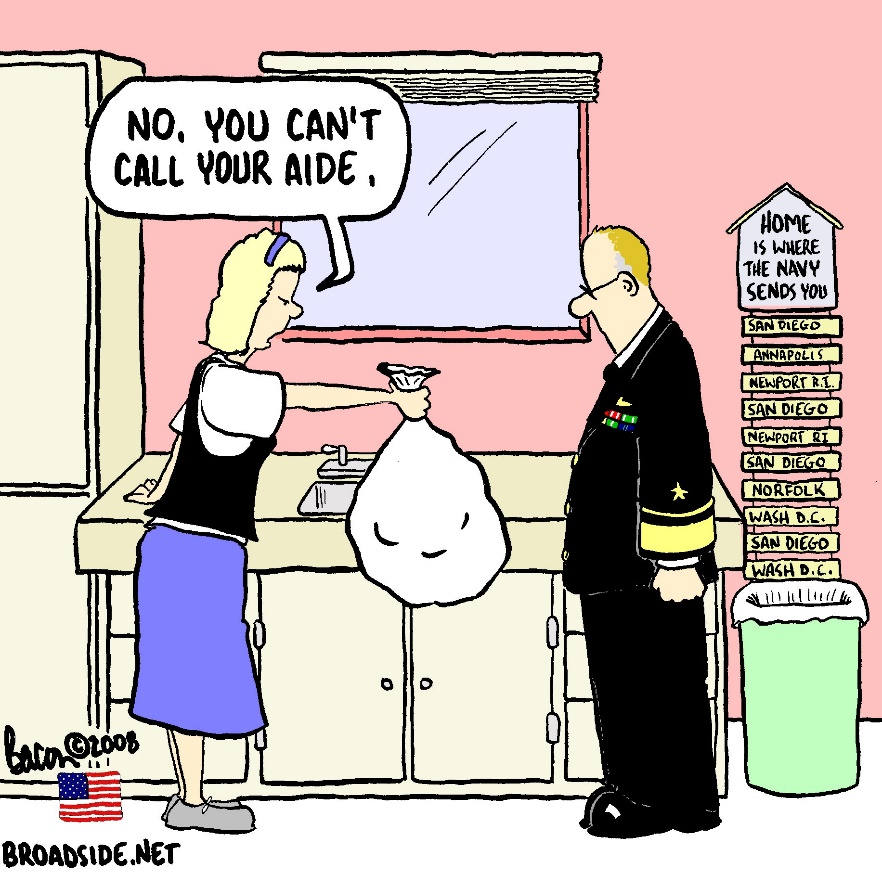 NO. YOU CAN'T
CALL YOUR AIDE.
HOME
IS WHERE
THE NAVY
SENDS YOU
SAN DIEGO
ANNAPOLIS
NEWPORT R.I.
SAN DIEGO
NEWPORT RI
SAN DIEGO
NORFOLK
WASH D.C.
SAN DIEGO
WASH D.C.
Bacon ©2008
BROADSIDE.NET